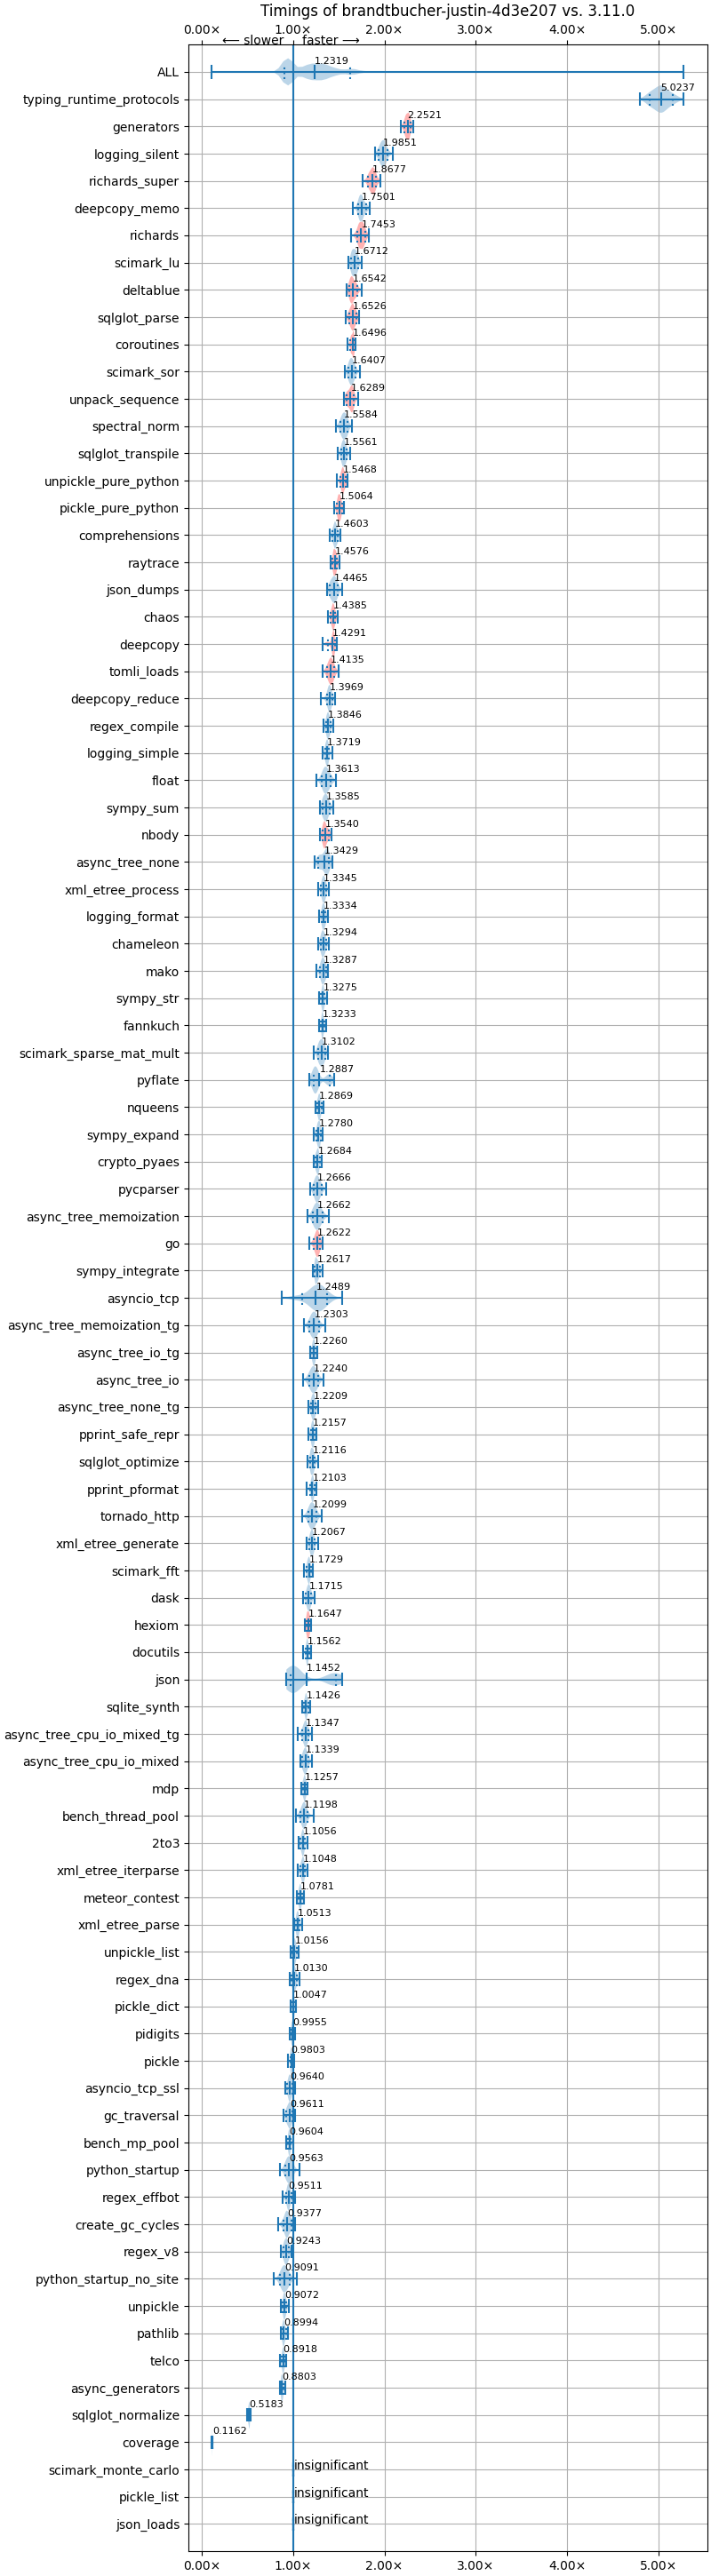 Timings of brandtbucher-justin-4d3e207 vs. 3.11.0
0.00× 1.00× 2.00× 3.00× 4.00× 5.00×
⟵ slower faster ⟶
ALL 1.2319
typing_runtime_protocols 5.0237
generators 2.2521
logging_silent 1.9851
richards_super 1.8677
deepcopy_memo 1.7501
richards 1.7453
scimark_lu 1.6712
deltablue 1.6542
sqlglot_parse 1.6526
coroutines 1.6496
scimark_sor 1.6407
unpack_sequence 1.6289
spectral_norm 1.5584
sqlglot_transpile 1.5561
unpickle_pure_python 1.5468
pickle_pure_python 1.5064
comprehensions 1.4603
raytrace 1.4576
json_dumps 1.4465
chaos 1.4385
deepcopy 1.4291
tomli_loads 1.4135
deepcopy_reduce 1.3969
regex_compile 1.3846
logging_simple 1.3719
float 1.3613
sympy_sum 1.3585
nbody 1.3540
async_tree_none 1.3429
xml_etree_process 1.3345
logging_format 1.3334
chameleon 1.3294
mako 1.3287
sympy_str 1.3275
fannkuch 1.3233
scimark_sparse_mat_mult 1.3102
pyflate 1.2887
nqueens 1.2869
sympy_expand 1.2780
crypto_pyaes 1.2684
pycparser 1.2666
async_tree_memoization 1.2662
go 1.2622
sympy_integrate 1.2617
asyncio_tcp 1.2489
async_tree_memoization_tg 1.2303
async_tree_io_tg 1.2260
async_tree_io 1.2240
async_tree_none_tg 1.2209
pprint_safe_repr 1.2157
sqlglot_optimize 1.2116
pprint_pformat 1.2103
tornado_http 1.2099
xml_etree_generate 1.2067
scimark_fft 1.1729
dask 1.1715
hexiom 1.1647
docutils 1.1562
json 1.1452
sqlite_synth 1.1426
async_tree_cpu_io_mixed_tg 1.1347
async_tree_cpu_io_mixed 1.1339
mdp 1.1257
bench_thread_pool 1.1198
2to3 1.1056
xml_etree_iterparse 1.1048
meteor_contest 1.0781
xml_etree_parse 1.0513
unpickle_list 1.0156
regex_dna 1.0130
pickle_dict 1.0047
pidigits 0.9955
pickle 0.9803
asyncio_tcp_ssl 0.9640
gc_traversal 0.9611
bench_mp_pool 0.9604
python_startup 0.9563
regex_effbot 0.9511
create_gc_cycles 0.9377
regex_v8 0.9243
python_startup_no_site 0.9091
unpickle 0.9072
pathlib 0.8994
telco 0.8918
async_generators 0.8803
sqlglot_normalize 0.5183
coverage 0.1162
scimark_monte_carlo insignificant
pickle_list insignificant
json_loads insignificant
0.00× 1.00× 2.00× 3.00× 4.00× 5.00×